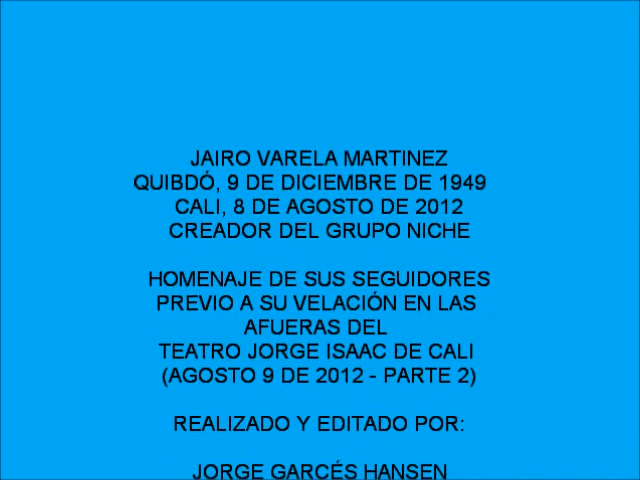 JAIRO VARELA MARTINEZ
QUIBDÓ, 9 DE DICIEMBRE DE 1949
CALI, 8 DE AGOSTO DE 2012
CREADOR DEL GRUPO NICHE
HOMENAJE DE SUS SEGUIDORES
PREVIO A SU VELACIÓN EN LAS
AFUERAS DEL
TEATRO JORGE ISAAC DE CALI
(AGOSTO 9 DE 2012 - PARTE 2)
REALIZADO Y EDITADO POR:
JORGE GARCÉS HANSEN